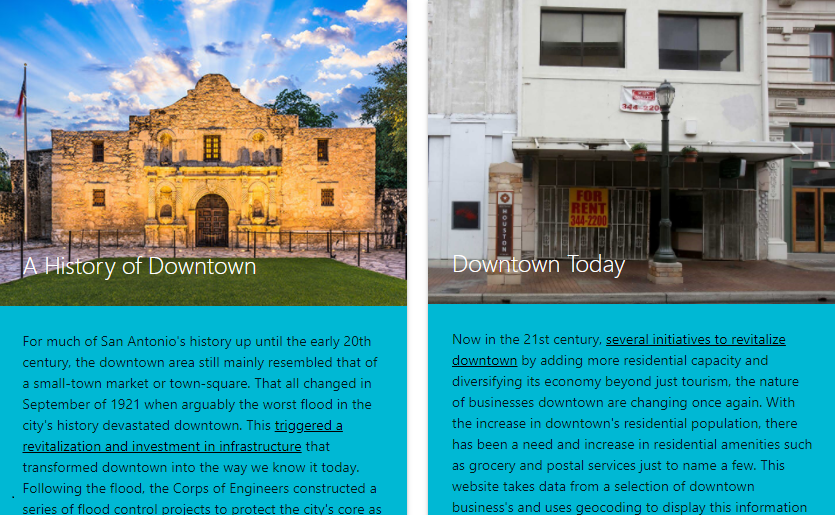 A History of Downtown
For much of San Antonio's history up until the early 20th
century, the downtown area still mainly resembled that of
a small-town market or town-square. That all changed in
September of 1921 when arguably the worst flood in the
city's history devastated downtown. This triggered a
revitalization and investment in infrastructure that
transformed downtown into the way we know it today.
Following the flood, the Corps of Engineers constructed a
series of flood control projects to protect the city's core as
344-2200
FOR
RENT
344-2200
HOUSTON
Downtown Today
Now in the 21st century, several initiatives to revitalize
downtown by adding more residential capacity and
diversifying its economy beyond just tourism, the nature
of businesses downtown are changing once again. With
the increase in downtown's residential population, there
has been a need and increase in residential amenities such
as grocery and postal services just to name a few. This
website takes data from a selection of downtown
business's and uses geocoding to display this information